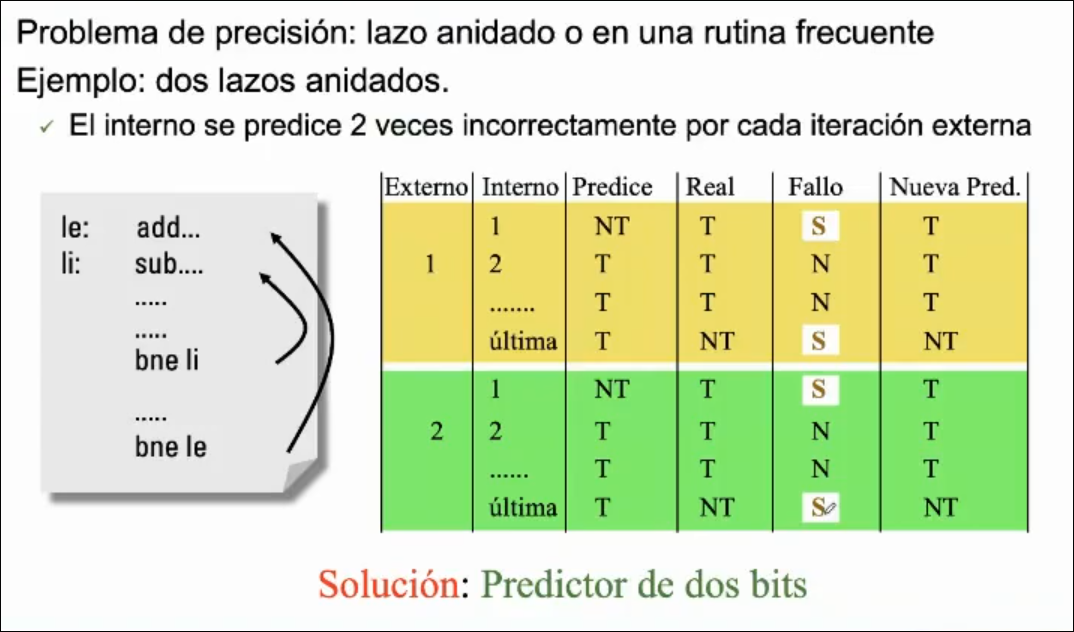 Problema de precisión: lazo anidado o en una rutina frecuente
Ejemplo: dos lazos anidados.
✓ El interno se predice 2 veces incorrectamente por cada iteración externa
le: add...
li: sub....
.....
.....
bne li
.....
bne le
Externo Interno Predice Real Fallo Nueva Pred.
1 NT T S T
1 2 T T N T
....... T T N T
última T NT S NT
1 NT T S T
2 2 T T N T
...... T T N T
última T NT S NT
Solución: Predictor de dos bits